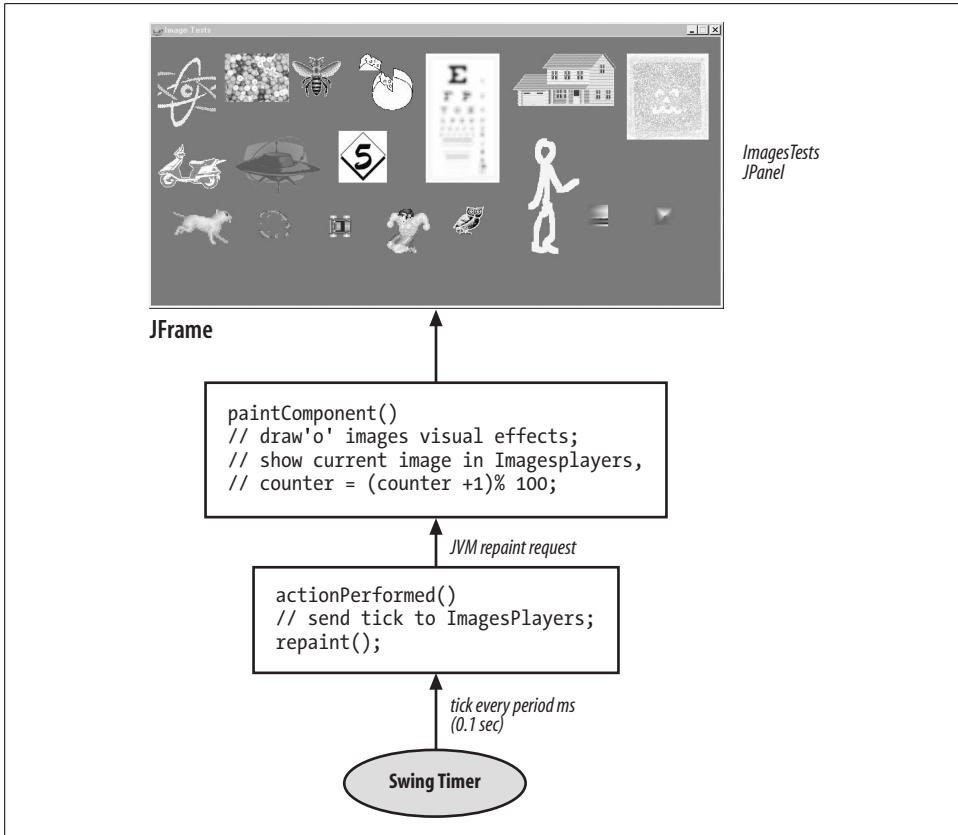 Image Tests
E
F P
5
ImagesTests
JPanel
JFrame
paintComponent()
// draw'o' images visual effects;
// show current image in Imagesplayers,
// counter = (counter +1)% 100;
JVM repaint request
actionPerformed()
// send tick to ImagesPlayers;
repaint();
tick every period ms
(0.1 sec)
Swing Timer